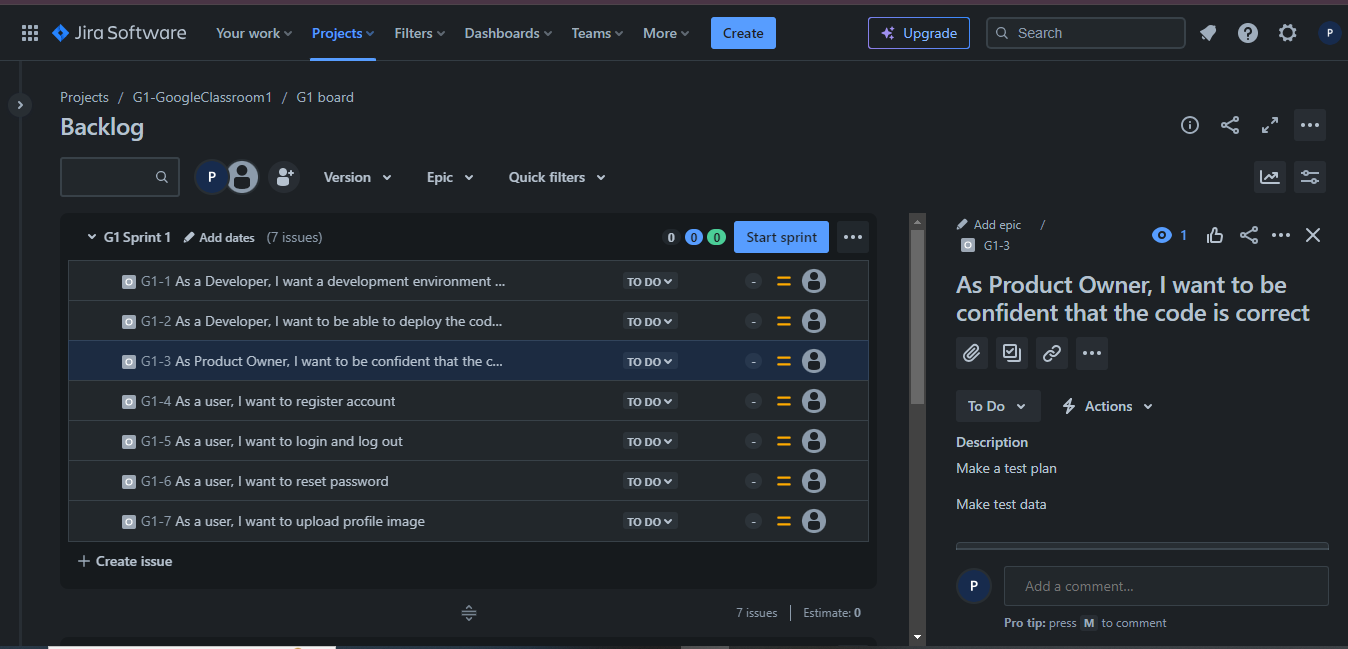 Jira Software Your work Projects Filters Dashboards Teams More Create Upgrade Search P
Projects / G1-GoogleClassroom1 / G1 board
Backlog
P Version Epic Quick filters
G1 Sprint 1 Add dates (7 issues) 0 0 0 Start sprint
G1-1 As a Developer, I want a development environment ... TO DO -
G1-2 As a Developer, I want to be able to deploy the cod... TO DO -
G1-3 As Product Owner, I want to be confident that the c... TO DO -
G1-4 As a user, I want to register account TO DO -
G1-5 As a user, I want to login and log out TO DO -
G1-6 As a user, I want to reset password TO DO -
G1-7 As a user, I want to upload profile image TO DO -
+ Create issue
7 issues Estimate: 0
Add epic /
G1-3
1
As Product Owner, I want to be
confident that the code is correct
To Do Actions
Description
Make a test plan
Make test data
P Add a comment...
Pro tip: press M to comment